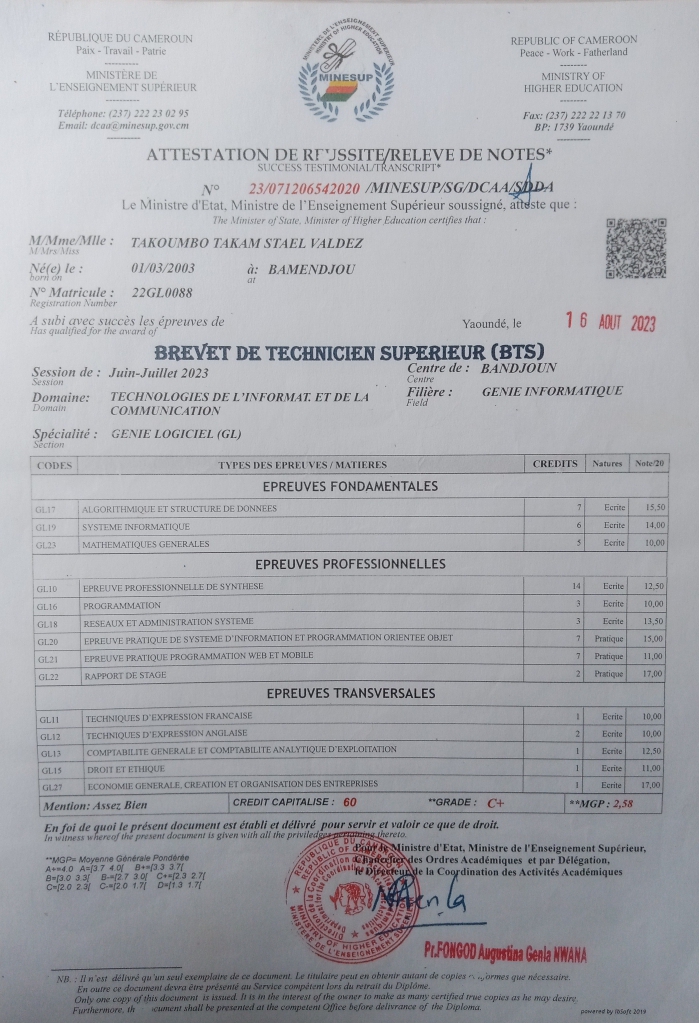 RÉPUBLIQUE DU CAMEROUN
Paix - Travail - Patrie
----------
MINISTÈRE DE
L'ENSEIGNEMENT SUPÉRIEUR
----------
Téléphone: (237) 222 23 02 95
Email: dcaa@minesup.gov.cm
----------
MINISTÈRE DE L'ENSEIGNEMENT SUPÉRIEUR
MINISTRY OF HIGHER EDUCATION
MINESUP
REPUBLIC OF CAMEROON
Peace - Work - Fatherland
----------
MINISTRY OF
HIGHER EDUCATION
----------
Fax: (237) 222 22 13 70
BP: 1739 Yaoundé
ATTESTATION DE REUSSITE/RELEVE DE NOTES*
SUCCESS TESTIMONIAL/TRANSCRIPT*
N° 23/071206542020 /MINESUP/SG/DCAA/SDDA
Le Ministre d'Etat, Ministre de l'Enseignement Supérieur soussigné, atteste que :
The Minister of State, Minister of Higher Education certifies that :
M/Mme/Mlle : TAKOUMBO TAKAM STAEL VALDEZ
M/Mrs/Miss
Né(e) le : 01/03/2003 à: BAMENDJOU
born on at
N° Matricule : 22GL0088
Registration Number
A subi avec succès les épreuves de
Has qualified for the award of
Yaoundé, le 16 AOUT 2023
BREVET DE TECHNICIEN SUPERIEUR (BTS)
Session de : Juin-Juillet 2023 Centre de : BANDJOUN
Session Centre
Domaine: TECHNOLOGIES DE L'INFORMAT. ET DE LA COMMUNICATION
Domain
Filière : GENIE INFORMATIQUE
Field
Spécialité : GENIE LOGICIEL (GL)
Section
CODES TYPES DES EPREUVES / MATIERES CREDITS Natures Note/20
EPREUVES FONDAMENTALES
GL17 ALGORITHMIQUE ET STRUCTURE DE DONNEES 7 Ecrite 15,50
GL19 SYSTEME INFORMATIQUE 6 Ecrite 14,00
GL23 MATHEMATIQUES GENERALES 5 Ecrite 10,00
EPREUVES PROFESSIONNELLES
GL10 EPREUVE PROFESSIONNELLE DE SYNTHESE 14 Ecrite 12,50
GL16 PROGRAMMATION 3 Ecrite 10,00
GL18 RESEAUX ET ADMINISTRATION SYSTEME 3 Ecrite 13,50
GL20 EPREUVE PRATIQUE DE SYSTEME D'INFORMATION ET PROGRAMMATION ORIENTEE OBJET 7 Pratique 15,00
GL21 EPREUVE PRATIQUE PROGRAMMATION WEB ET MOBILE 7 Pratique 11,00
GL22 RAPPORT DE STAGE 2 Pratique 17,00
EPREUVES TRANSVERSALES
GL11 TECHNIQUES D'EXPRESSION FRANCAISE 1 Ecrite 10,00
GL12 TECHNIQUES D'EXPRESSION ANGLAISE 2 Ecrite 10,00
GL13 COMPTABILITE GENERALE ET COMPTABILITE ANALYTIQUE D'EXPLOITATION 1 Ecrite 12,50
GL15 DROIT ET ETHIQUE 1 Ecrite 11,00
GL27 ECONOMIE GENERALE, CREATION ET ORGANISATION DES ENTREPRISES 1 Ecrite 17,00
Mention: Assez Bien CREDIT CAPITALISE : 60 **GRADE : C+ **MGP : 2,58
En foi de quoi le présent document est établi et délivré pour servir et valoir ce que de droit.
In witness whereof the present document is issued with all the priviledges pertaining thereto.
**MGP= Moyenne Générale Pondérée
A+=4.0 A=[3.7 4.0[ B+=[3.3 3.7[
B=[3.0 3.3[ B-=[2.7 3.0[ C+=[2.3 2.7[
C=[2.0 2.3[ C-=[2.0 1.7[ D=[1.3 1.7[
Pour le Ministre d'Etat, Ministre de l'Enseignement Supérieur,
Chancelier des Ordres Académiques et par Délégation,
le Directeur de la Coordination des Activités Académiques
Pr.FONGOD Augustina Genla NWANA
NB. : Il n'est délivré qu'un seul exemplaire de ce document. Le titulaire peut en obtenir autant de copies ormes que nécessaire.
En outre ce document devra être présenté au Service compétent lors du retrait du Diplôme.
Only one copy of this document is issued. It is in the interest of the owner to make as many certified true copies as he may desire.
Furthermore, th ocument shall be presented at the competent Office before deliverance of the Diploma.
powered by ibSoft 2019